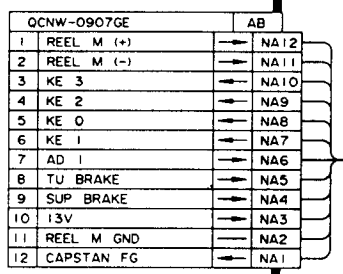 QCNW-0907GE AB
1 REEL M (+) NA12
2 REEL M (-) NA11
3 KE 3 NA10
4 KE 2 NA9
5 KE 0 NA8
6 KE 1 NA7
7 AD 1 NA6
8 TU BRAKE NA5
9 SUP BRAKE NA4
10 13V NA3
11 REEL M GND NA2
12 CAPSTAN FG NA1